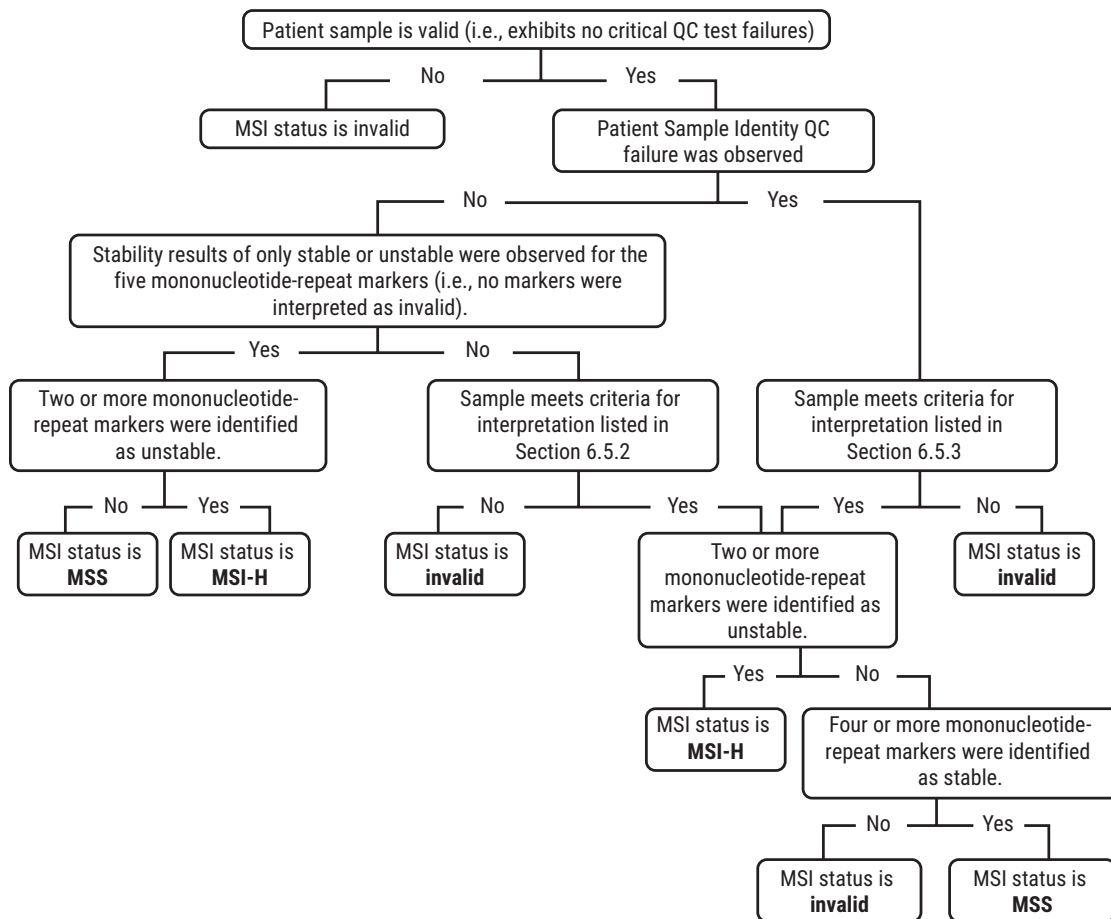 Patient sample is valid (i.e., exhibits no critical QC test failures)
No
Yes
MSI status is invalid
Patient Sample Identity QC
failure was observed
No
Yes
Stability results of only stable or unstable were observed for the
five mononucleotide-repeat markers (i.e., no markers were
interpreted as invalid).
Yes
No
Two or more mononucleotide-
repeat markers were identified
as unstable.
Sample meets criteria for
interpretation listed in
Section 6.5.2
Sample meets criteria for
interpretation listed in
Section 6.5.3
No
Yes
No
Yes
Yes
No
MSI status is
MSS
MSI status is
MSI-H
MSI status is
invalid
Two or more
mononucleotide-repeat
markers were identified as
unstable.
MSI status is
invalid
Yes
No
MSI status is
MSI-H
Four or more mononucleotide-
repeat markers were identified
as stable.
No
Yes
MSI status is
invalid
MSI status is
MSS